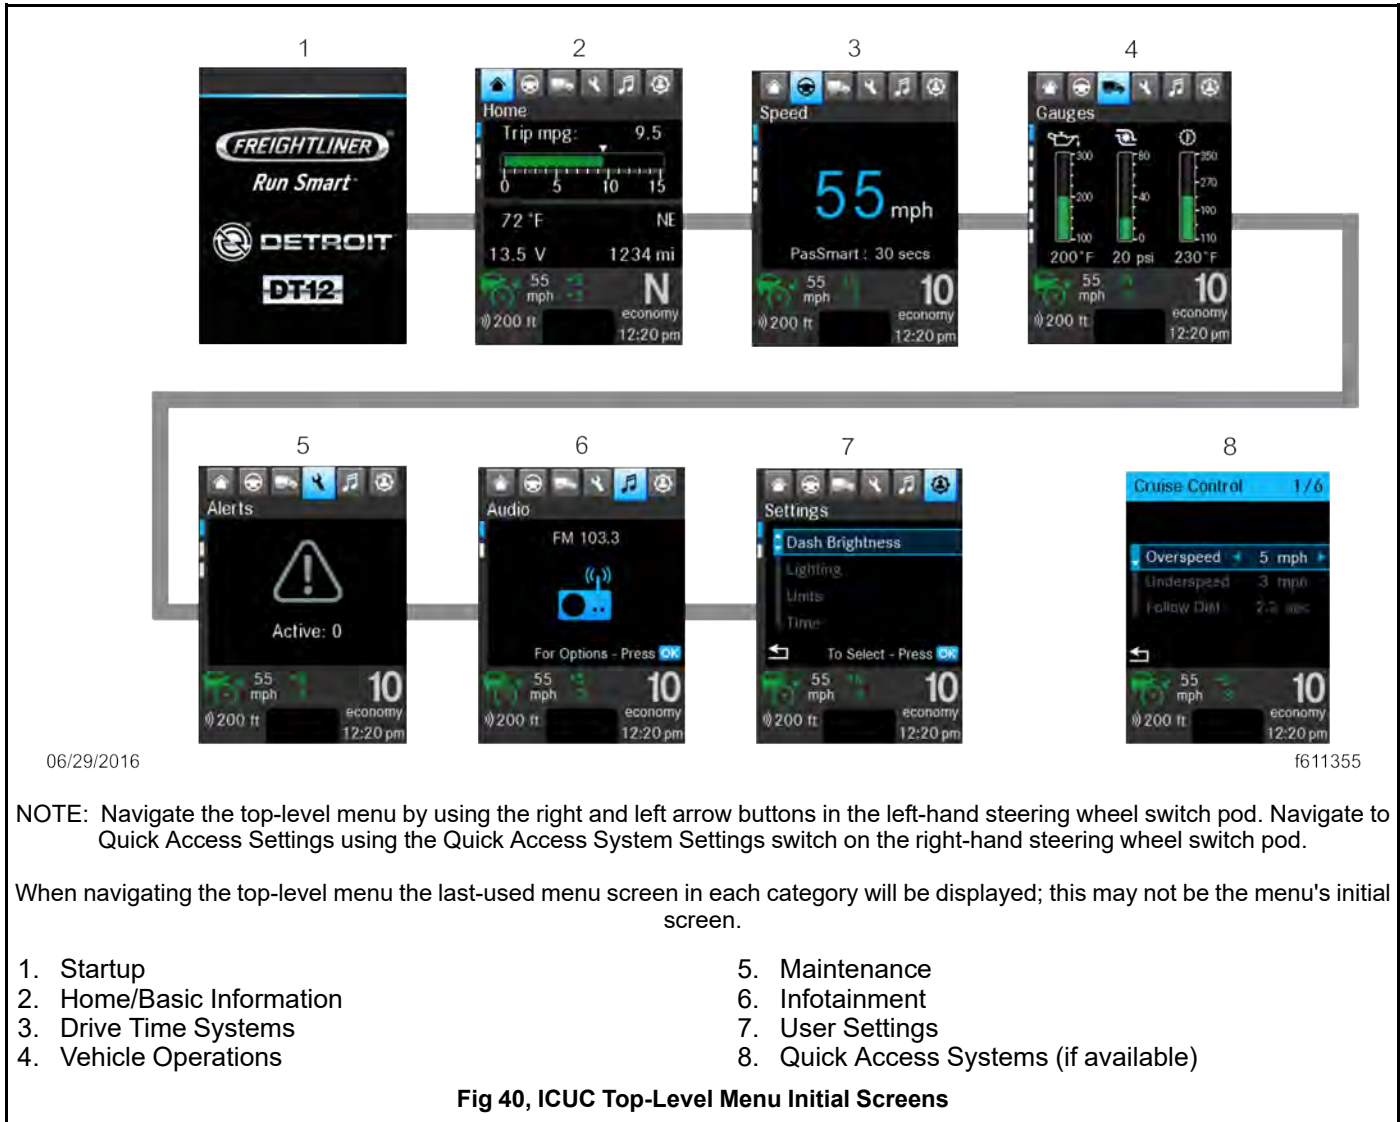 1
2
3
4
FREIGHTLINER
Run Smart
DETROIT
DT12
Home
Trip mpg: 9.5
0 5 10 15
72 °F NE
13.5 V 1234 mi
55 mph
N
economy
200 ft
12:20 pm
Speed
55 mph
PasSmart : 30 secs
55 mph
10
economy
200 ft
12:20 pm
Gauges
300 80 350
270
200 40
190
100 0 110
200°F 20 psi 230°F
55 mph
10
economy
200 ft
12:20 pm
5
6
7
8
Alerts
Active: 0
55 mph
10
economy
200 ft
12:20 pm
Audio
FM 103.3
For Options - Press OK
55 mph
10
economy
200 ft
12:20 pm
Settings
Dash Brightness
Lighting
Units
Time
To Select - Press OK
55 mph
10
economy
200 ft
12:20 pm
Cruise Control 1/6
Overspeed 5 mph
Underspeed 3 mph
Follow Dist
55 mph
10
economy
200 ft
12:20 pm
06/29/2016
f611355
NOTE: Navigate the top-level menu by using the right and left arrow buttons in the left-hand steering wheel switch pod. Navigate to
Quick Access Settings using the Quick Access System Settings switch on the right-hand steering wheel switch pod.
When navigating the top-level menu the last-used menu screen in each category will be displayed; this may not be the menu's initial
screen.
1. Startup
2. Home/Basic Information
3. Drive Time Systems
4. Vehicle Operations
5. Maintenance
6. Infotainment
7. User Settings
8. Quick Access Systems (if available)
Fig 40, ICUC Top-Level Menu Initial Screens